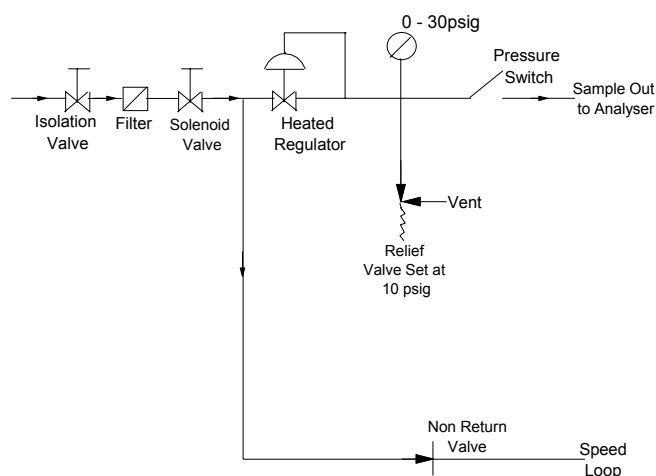 0 - 30psig
Pressure
Switch
Isolation
Valve
Filter
Solenoid
Valve
Heated
Regulator
Sample Out
to Analyser
Vent
Relief
Valve Set at
10 psig
Non Return
Valve
Speed
Loop